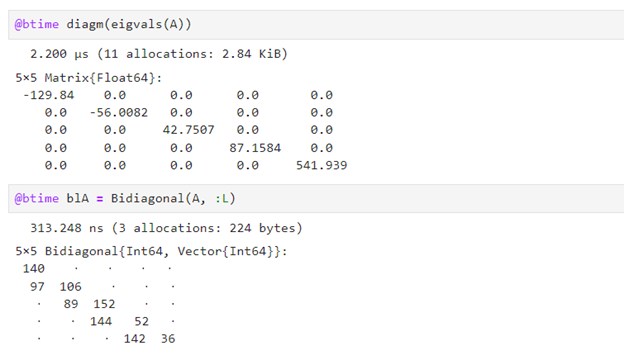 @btime diagm(eigvals(A))
2.200 μs (11 allocations: 2.84 KiB)
5×5 Matrix{Float64}:
-129.84 0.0 0.0 0.0 0.0
0.0 -56.0082 0.0 0.0 0.0
0.0 0.0 42.7507 0.0 0.0
0.0 0.0 0.0 87.1584 0.0
0.0 0.0 0.0 0.0 541.939
@btime blA = Bidiagonal(A, :L)
313.248 ns (3 allocations: 224 bytes)
5×5 Bidiagonal{Int64, Vector{Int64}}:
140 · · · ·
97 106 · · ·
· 89 152 · ·
· · 144 52 ·
· · · 142 36